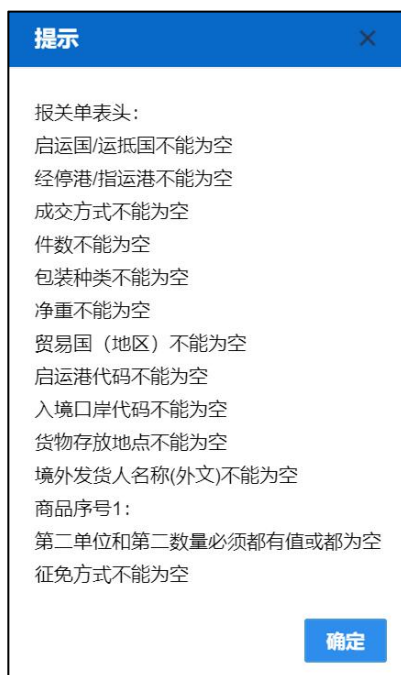 提示
报关单表头：
启运国/运抵国不能为空
经停港/指运港不能为空
成交方式不能为空
件数不能为空
包装种类不能为空
净重不能为空
贸易国（地区）不能为空
启运港代码不能为空
入境口岸代码不能为空
货物存放地点不能为空
境外发货人名称(外文)不能为空
商品序号1：
第二单位和第二数量必须都有值或都为空
征免方式不能为空
确定